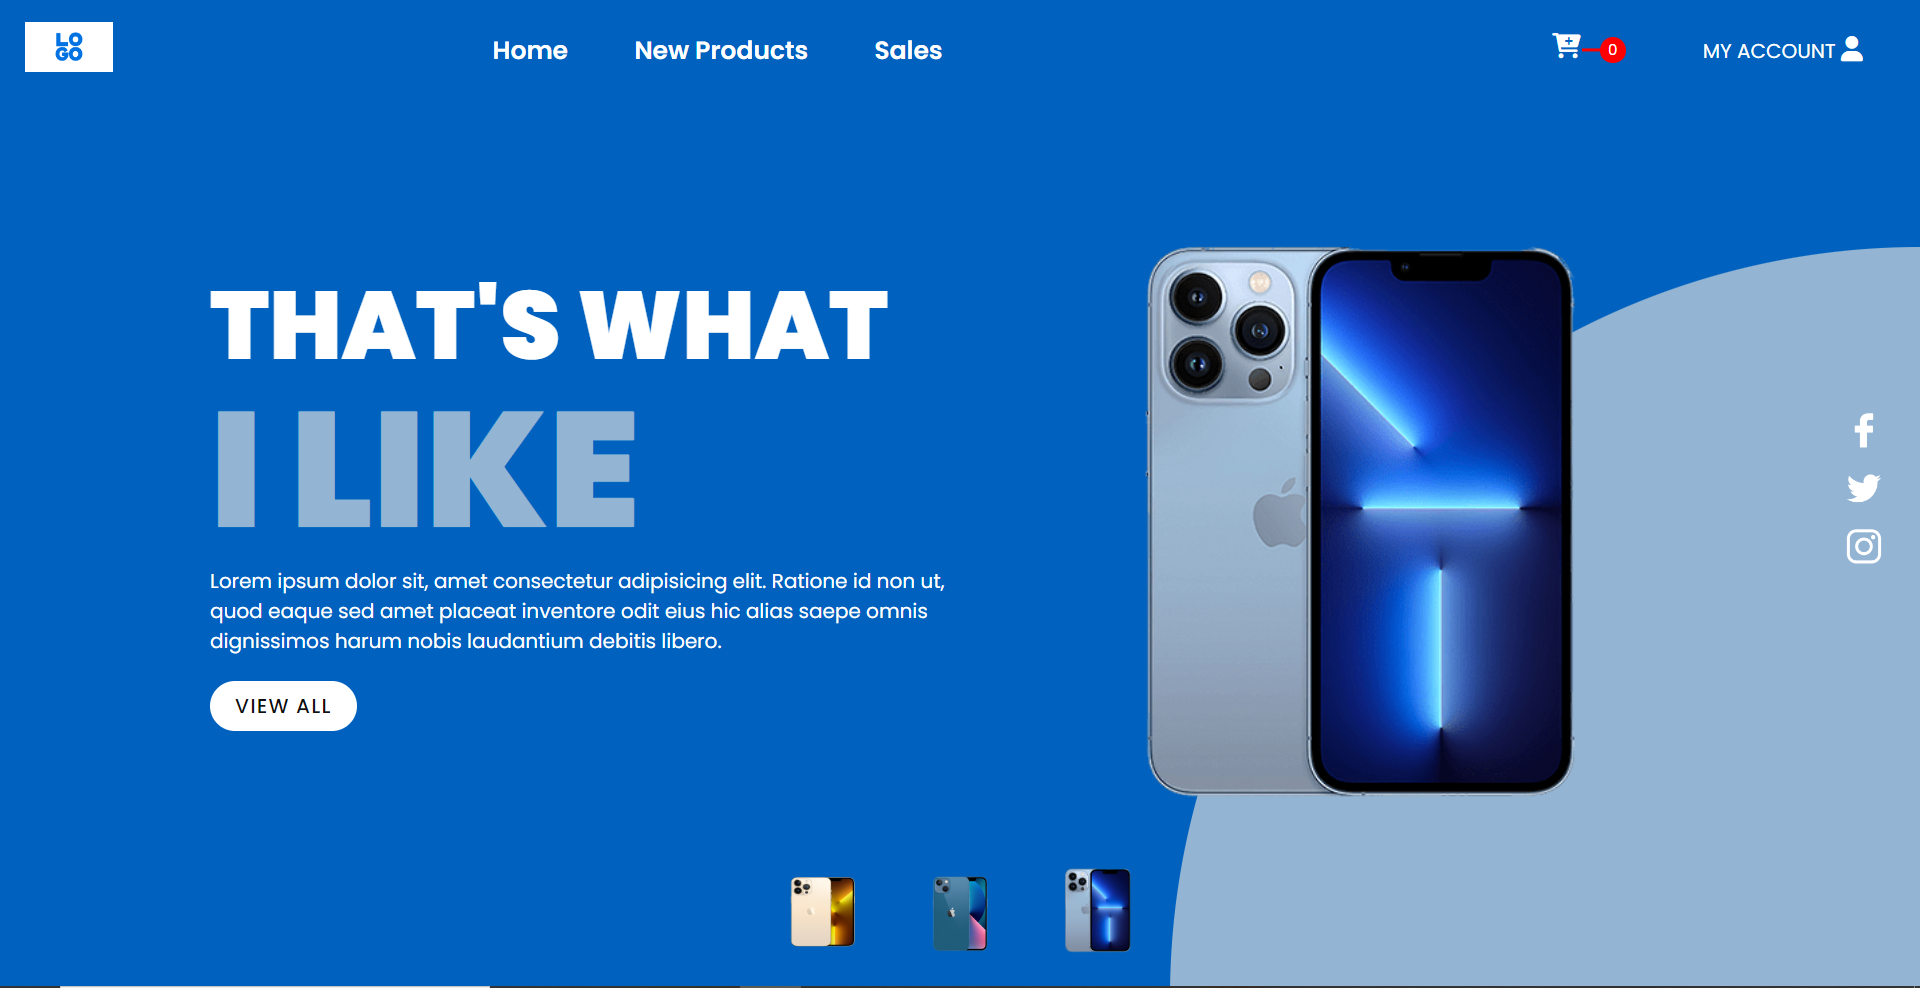 LO
GO
Home
New Products
Sales
0
MY ACCOUNT
THAT'S WHAT
I LIKE
Lorem ipsum dolor sit, amet consectetur adipisicing elit. Ratione id non ut,
quod eaque sed amet placeat inventore odit eius hic alias saepe omnis
dignissimos harum nobis laudantium debitis libero.
VIEW ALL